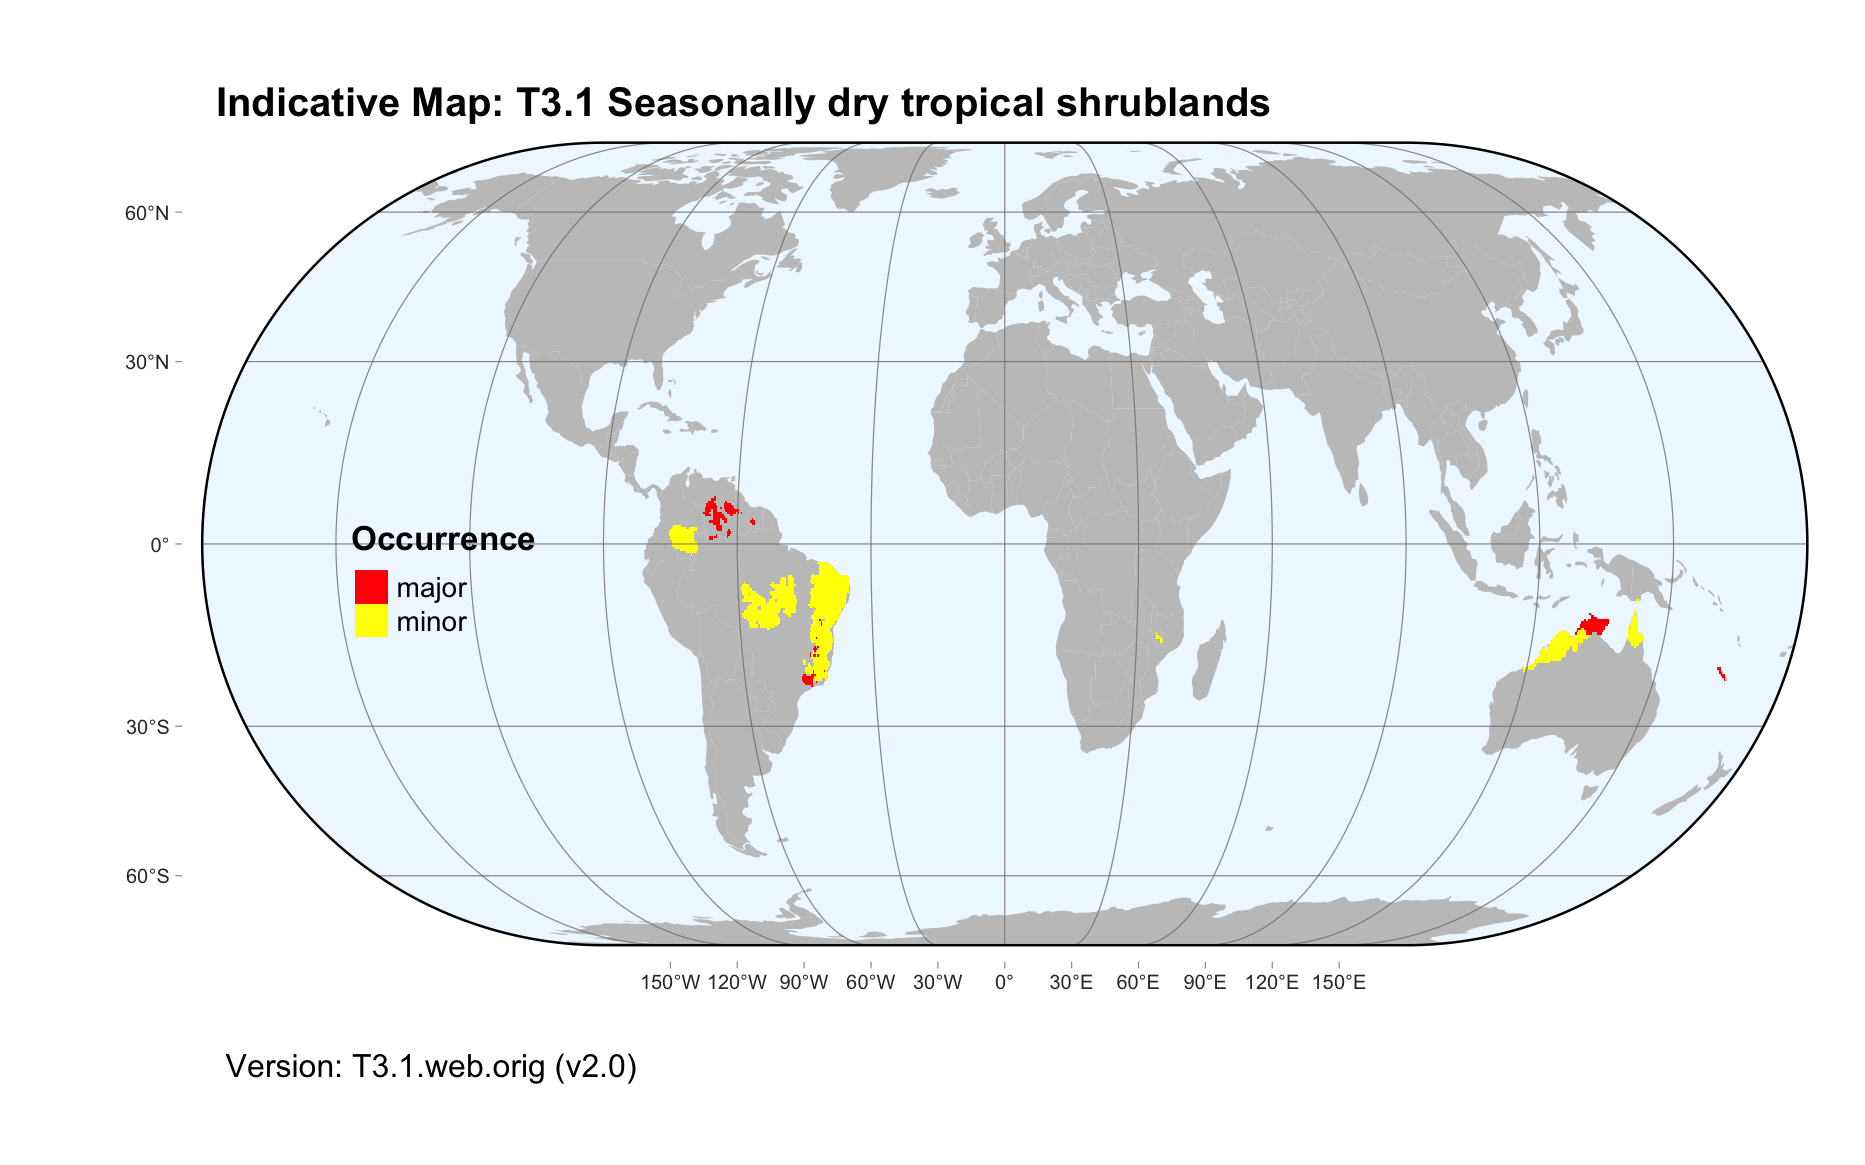 Indicative Map: T3.1 Seasonally dry tropical shrublands
60°N
30°N
0°
30°S
60°S
Occurrence
major
minor
150°W 120°W 90°W 60°W 30°W 0° 30°E 60°E 90°E 120°E 150°E
Version: T3.1.web.orig (v2.0)